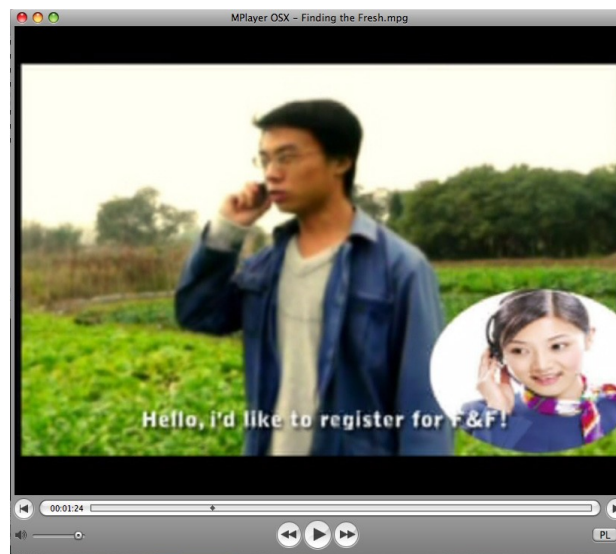 MPlayer OSX – Finding the Fresh.mpg
Hello, i'd like to register for F&F!
00:01:24
PL